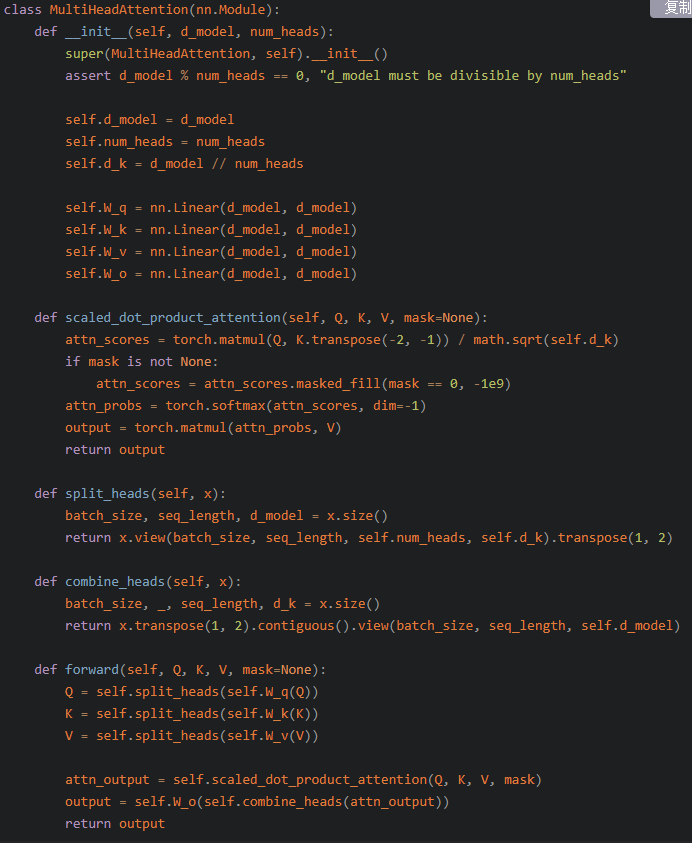 复制
class MultiHeadAttention(nn.Module):
    def __init__(self, d_model, num_heads):
        super(MultiHeadAttention, self).__init__()
        assert d_model % num_heads == 0, "d_model must be divisible by num_heads"

        self.d_model = d_model
        self.num_heads = num_heads
        self.d_k = d_model // num_heads

        self.W_q = nn.Linear(d_model, d_model)
        self.W_k = nn.Linear(d_model, d_model)
        self.W_v = nn.Linear(d_model, d_model)
        self.W_o = nn.Linear(d_model, d_model)

    def scaled_dot_product_attention(self, Q, K, V, mask=None):
        attn_scores = torch.matmul(Q, K.transpose(-2, -1)) / math.sqrt(self.d_k)
        if mask is not None:
            attn_scores = attn_scores.masked_fill(mask == 0, -1e9)
        attn_probs = torch.softmax(attn_scores, dim=-1)
        output = torch.matmul(attn_probs, V)
        return output

    def split_heads(self, x):
        batch_size, seq_length, d_model = x.size()
        return x.view(batch_size, seq_length, self.num_heads, self.d_k).transpose(1, 2)

    def combine_heads(self, x):
        batch_size, _, seq_length, d_k = x.size()
        return x.transpose(1, 2).contiguous().view(batch_size, seq_length, self.d_model)

    def forward(self, Q, K, V, mask=None):
        Q = self.split_heads(self.W_q(Q))
        K = self.split_heads(self.W_k(K))
        V = self.split_heads(self.W_v(V))

        attn_output = self.scaled_dot_product_attention(Q, K, V, mask)
        output = self.W_o(self.combine_heads(attn_output))
        return output